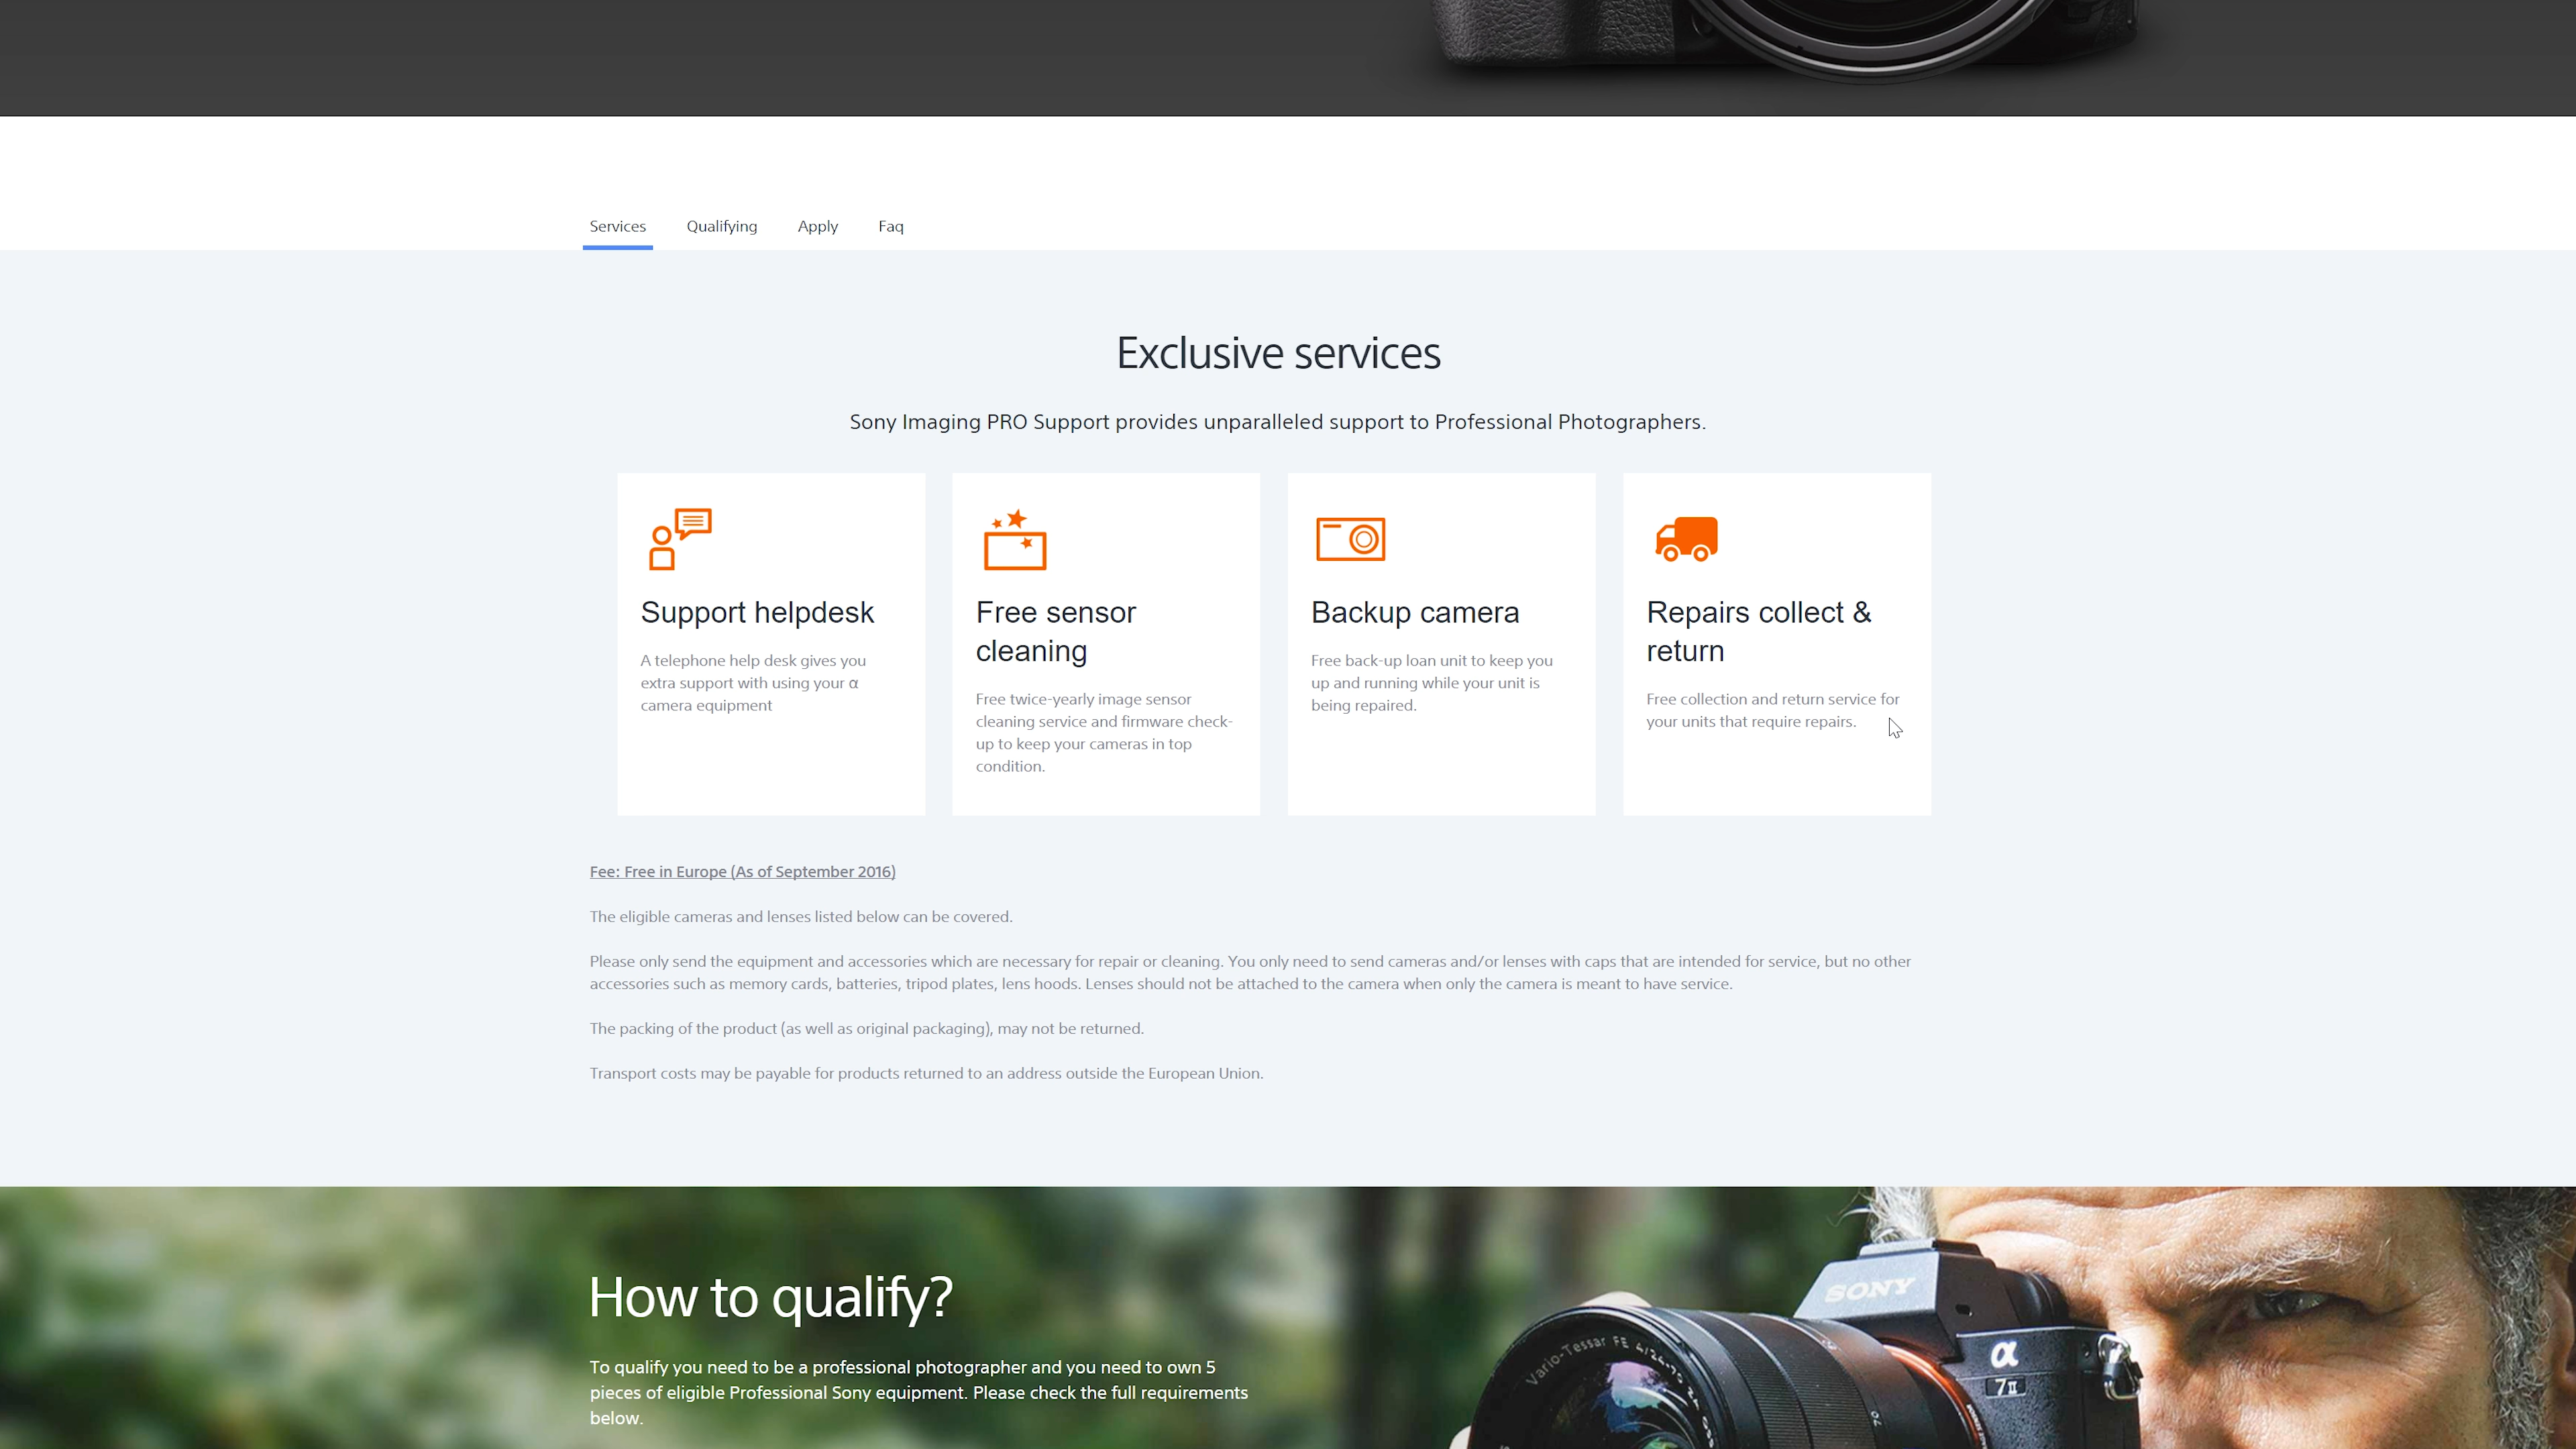 Services
Qualifying
Apply
Faq
Exclusive services
Sony Imaging PRO Support provides unparalleled support to Professional Photographers.
Support helpdesk
A telephone help desk gives you
extra support with using your α
camera equipment
Free sensor
cleaning
Free twice-yearly image sensor
cleaning service and firmware check-
up to keep your cameras in top
condition.
Backup camera
Free back-up loan unit to keep you
up and running while your unit is
being repaired.
Repairs collect &
return
Free collection and return service for
your units that require repairs.
Fee: Free in Europe (As of September 2016)
The eligible cameras and lenses listed below can be covered.
Please only send the equipment and accessories which are necessary for repair or cleaning. You only need to send cameras and/or lenses with caps that are intended for service, but no other
accessories such as memory cards, batteries, tripod plates, lens hoods. Lenses should not be attached to the camera when only the camera is meant to have service.
The packing of the product (as well as original packaging), may not be returned.
Transport costs may be payable for products returned to an address outside the European Union.
How to qualify?
To qualify you need to be a professional photographer and you need to own 5
pieces of eligible Professional Sony equipment. Please check the full requirements
below.
SONY
α
7II
Vario-Tessar FE 4/24-70
70